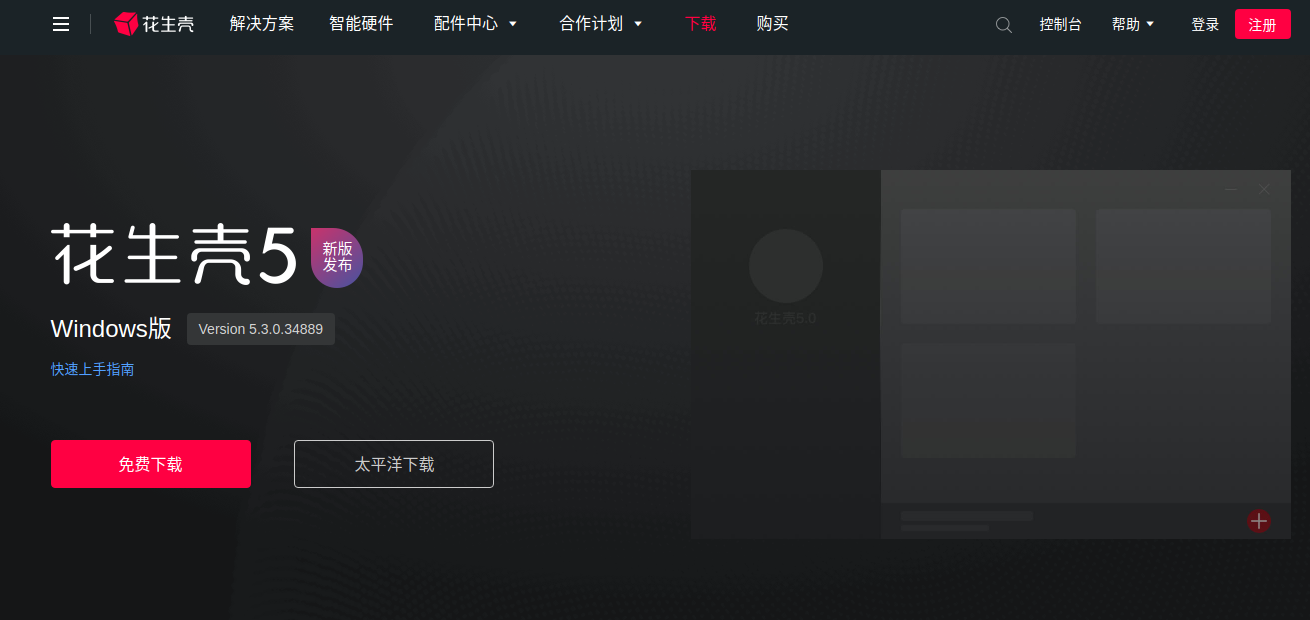 花生壳 解决方案 智能硬件 配件中心 合作计划 下载 购买 控制台 帮助 登录 注册
花生壳5 新版
发布
Windows版 Version 5.3.0.34889
快速上手指南
免费下载 太平洋下载
花生壳5.0